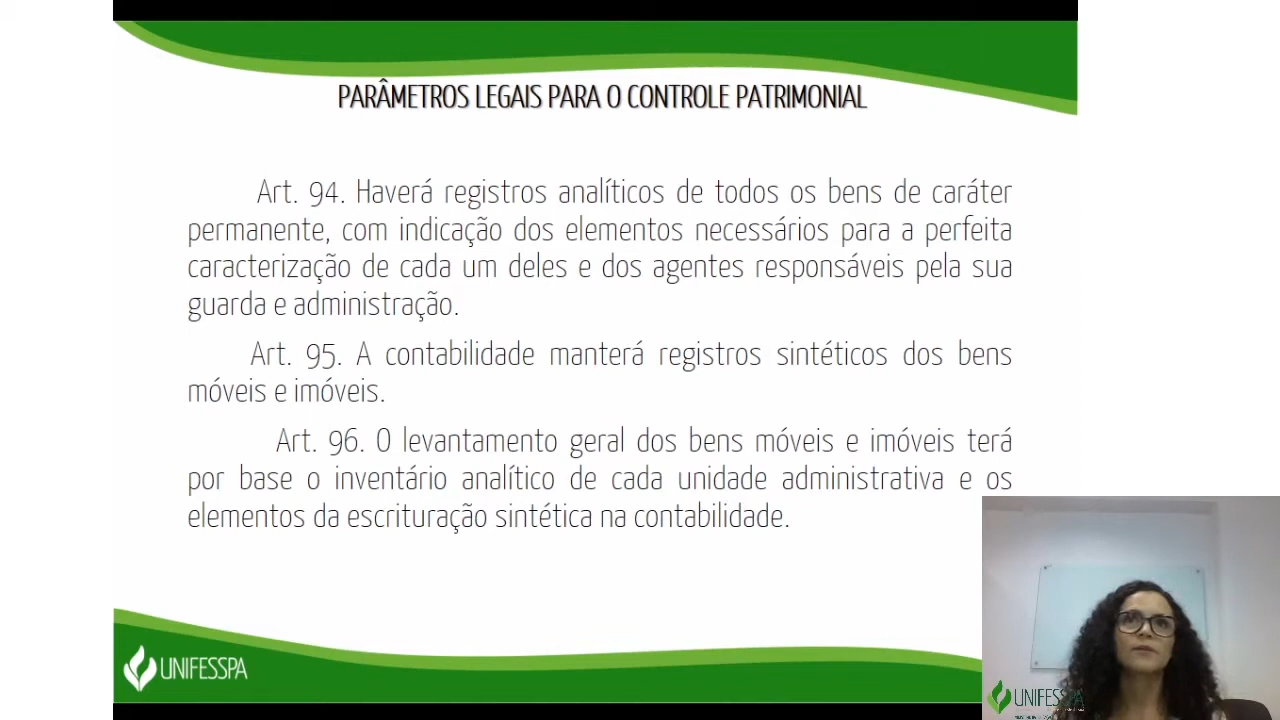 PARÂMETROS LEGAIS PARA O CONTROLE PATRIMONIAL
Art. 94. Haverá registros analíticos de todos os bens de caráter
permanente, com indicação dos elementos necessários para a perfeita
caracterização de cada um deles e dos agentes responsáveis pela sua
guarda e administração.
Art. 95. A contabilidade manterá registros sintéticos dos bens
móveis e imóveis.
Art. 96. O levantamento geral dos bens móveis e imóveis terá
por base o inventário analítico de cada unidade administrativa e os
elementos da escrituração sintética na contabilidade.
UNIFESSPA
UNIFESSPA